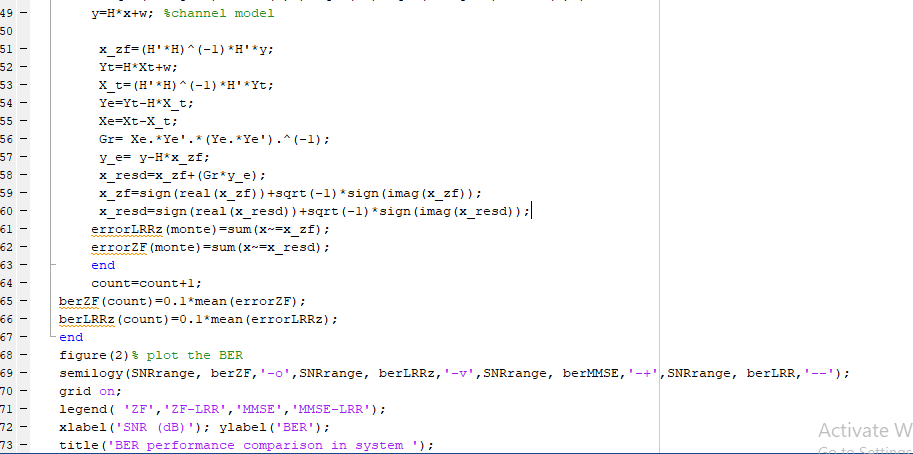 49 - y=H*x+w; %channel model
50
51 - x_zf=(H'*H)^(-1)*H'*y;
52 - Yt=H*Xt+w;
53 - X_t=(H'*H)^(-1)*H'*Yt;
54 - Ye=Yt-H*X_t;
55 - Xe=Xt-X_t;
56 - Gr= Xe.*Ye'.*(Ye.*Ye').^(-1);
57 - y_e= y-H*x_zf;
58 - x_resd=x_zf+(Gr*y_e);
59 - x_zf=sign(real(x_zf))+sqrt(-1)*sign(imag(x_zf));
60 - x_resd=sign(real(x_resd))+sqrt(-1)*sign(imag(x_resd));
61 - errorLRRz(monte)=sum(x~=x_zf);
62 - errorZF(monte)=sum(x~=x_resd);
63 - end
64 - count=count+1;
65 - berZF(count)=0.1*mean(errorZF);
66 - berLRRz(count)=0.1*mean(errorLRRz);
67 - end
68 - figure(2)% plot the BER
69 - semilogy(SNRrange, berZF,'-o',SNRrange, berLRRz,'-v',SNRrange, berMMSE,'-+',SNRrange, berLRR,'--');
70 - grid on;
71 - legend( 'ZF','ZF-LRR','MMSE','MMSE-LRR');
72 - xlabel('SNR (dB)'); ylabel('BER');
73 - title('BER performance comparison in system ');
Activate W
Go to Settings